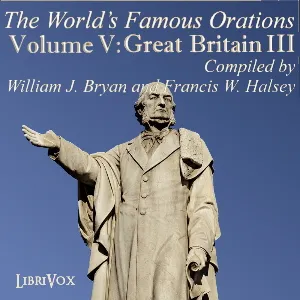 The World's Famous Orations
Volume V: Great Britain III
Compiled by
William J. Bryan and Francis W. Halsey
LIBRIVOX